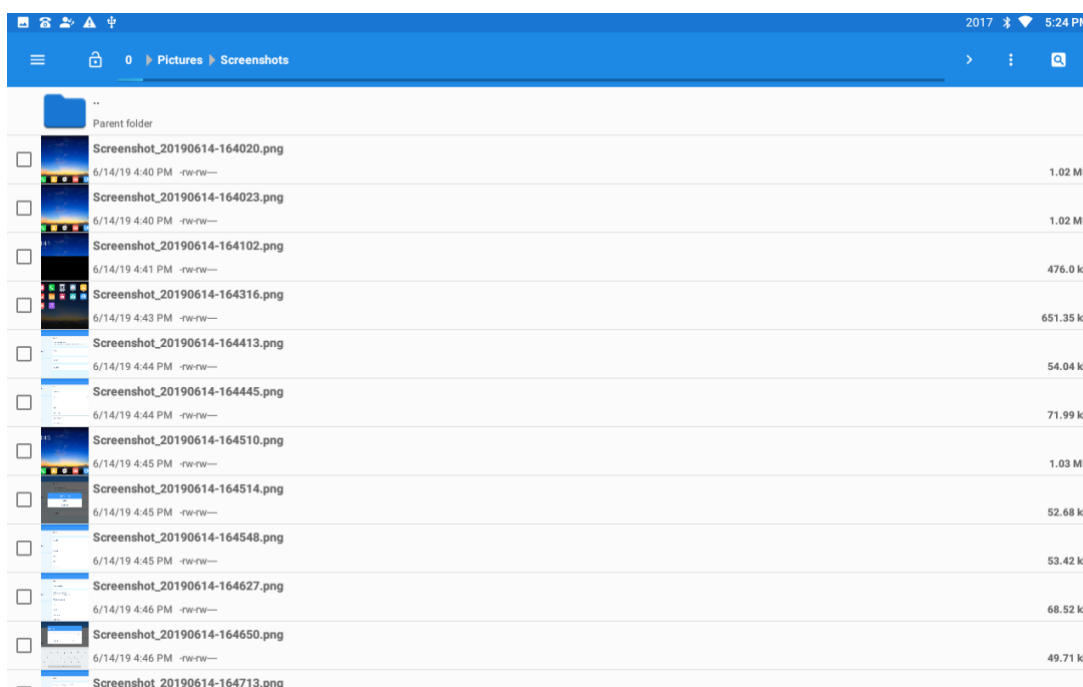 2017 5:24 PM
0 Pictures Screenshots
..
Parent folder
Screenshot_20190614-164020.png
6/14/19 4:40 PM -rw-rw—
1.02 M
Screenshot_20190614-164023.png
6/14/19 4:40 PM -rw-rw—
1.02 M
Screenshot_20190614-164102.png
6/14/19 4:41 PM -rw-rw—
476.0 k
Screenshot_20190614-164316.png
6/14/19 4:43 PM -rw-rw—
651.35 k
Screenshot_20190614-164413.png
6/14/19 4:44 PM -rw-rw—
54.04 k
Screenshot_20190614-164445.png
6/14/19 4:44 PM -rw-rw—
71.99 k
Screenshot_20190614-164510.png
6/14/19 4:45 PM -rw-rw—
1.03 M
Screenshot_20190614-164514.png
6/14/19 4:45 PM -rw-rw—
52.68 k
Screenshot_20190614-164548.png
6/14/19 4:45 PM -rw-rw—
53.42 k
Screenshot_20190614-164627.png
6/14/19 4:46 PM -rw-rw—
68.52 k
Screenshot_20190614-164650.png
6/14/19 4:46 PM -rw-rw—
49.71 k
Screenshot_20190614-164713.png